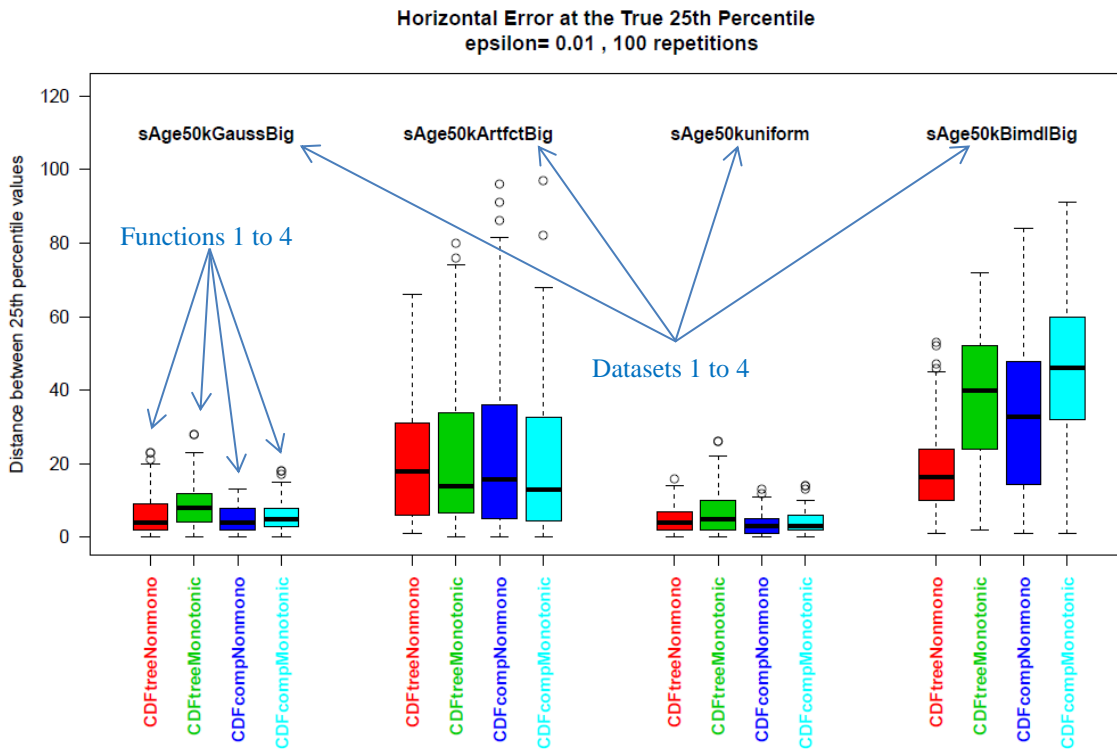 Horizontal Error at the True 25th Percentile
epsilon= 0.01 , 100 repetitions
Distance between 25th percentile values
120
100
80
60
40
20
0
sAge50kGaussBig
sAge50kArtfctBig
sAge50kuniform
sAge50kBimdlBig
Functions 1 to 4
Datasets 1 to 4
CDFtreeNonmono
CDFtreeMonotonic
CDFcompNonmono
CDFcompMonotonic
CDFtreeNonmono
CDFtreeMonotonic
CDFcompNonmono
CDFcompMonotonic
CDFtreeNonmono
CDFtreeMonotonic
CDFcompNonmono
CDFcompMonotonic
CDFtreeNonmono
CDFtreeMonotonic
CDFcompNonmono
CDFcompMonotonic